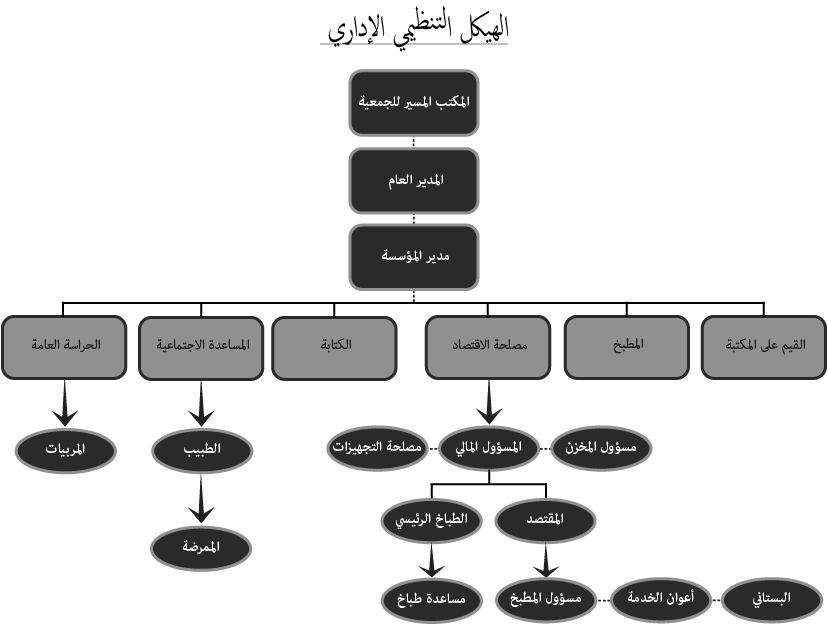 الهيكل التنظيمي الإداري
المكتب المسير للجمعية
المدير العام
مدير المؤسسة
القيم على المكتبة
المطبخ
مصلحة الاقتصاد
الكتابة
المساعدة الاجتماعية
الحراسة العامة
مسؤول المخزن
المسؤول المالي
مصلحة التجهيزات
الطبيب
المربيات
المقتصد
الطباخ الرئيسي
الممرضة
البستاني
أعوان الخدمة
مسؤول المطبخ
مساعدة طباخ